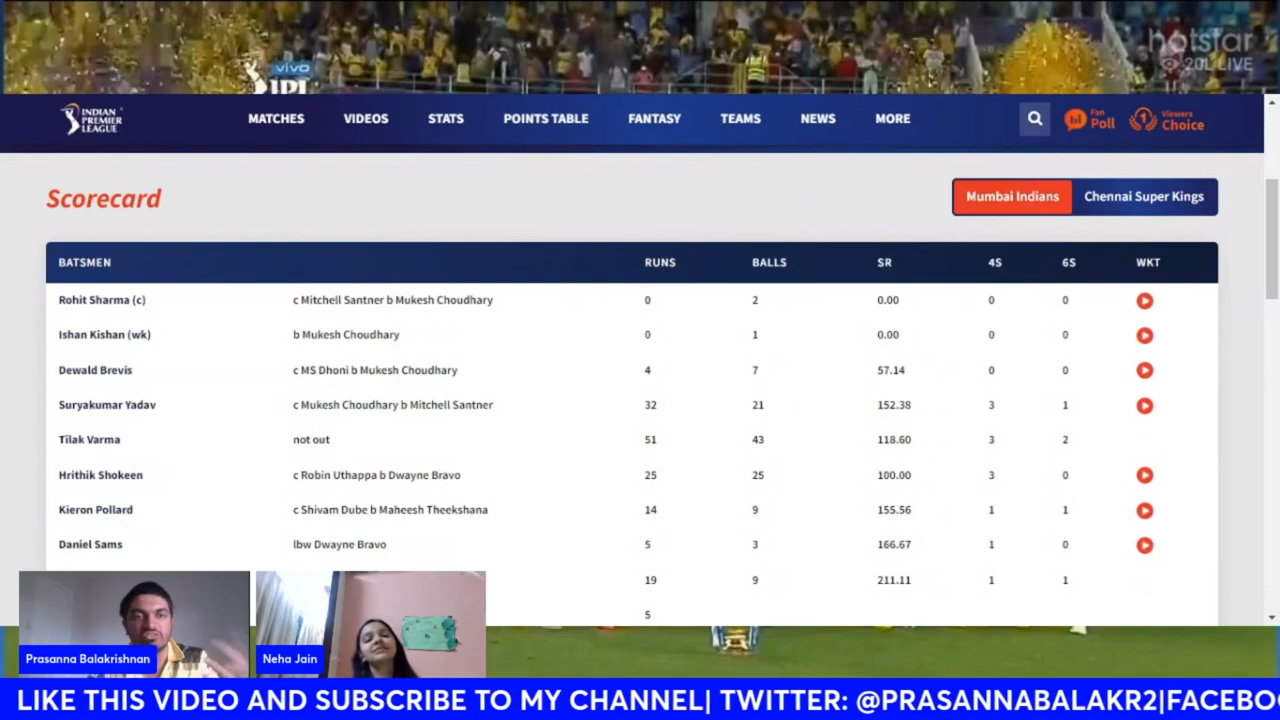 hotstar
20L LIVE
vivo
IPL
INDIAN
PREMIER
LEAGUE
MATCHES VIDEOS STATS POINTS TABLE FANTASY TEAMS NEWS MORE
Fan
Poll
Viewers
Choice
Scorecard
Mumbai Indians Chennai Super Kings
BATSMEN RUNS BALLS SR 4S 6S WKT
Rohit Sharma (c) c Mitchell Santner b Mukesh Choudhary 0 2 0.00 0 0
Ishan Kishan (wk) b Mukesh Choudhary 0 1 0.00 0 0
Dewald Brevis c MS Dhoni b Mukesh Choudhary 4 7 57.14 0 0
Suryakumar Yadav c Mukesh Choudhary b Mitchell Santner 32 21 152.38 3 1
Tilak Varma not out 51 43 118.60 3 2
Hrithik Shokeen c Robin Uthappa b Dwayne Bravo 25 25 100.00 3 0
Kieron Pollard c Shivam Dube b Maheesh Theekshana 14 9 155.56 1 1
Daniel Sams lbw Dwayne Bravo 5 3 166.67 1 0
19 9 211.11 1 1
5
Prasanna Balakrishnan Neha Jain
LIKE THIS VIDEO AND SUBSCRIBE TO MY CHANNEL| TWITTER: @PRASANNABALAKR2|FACEBO